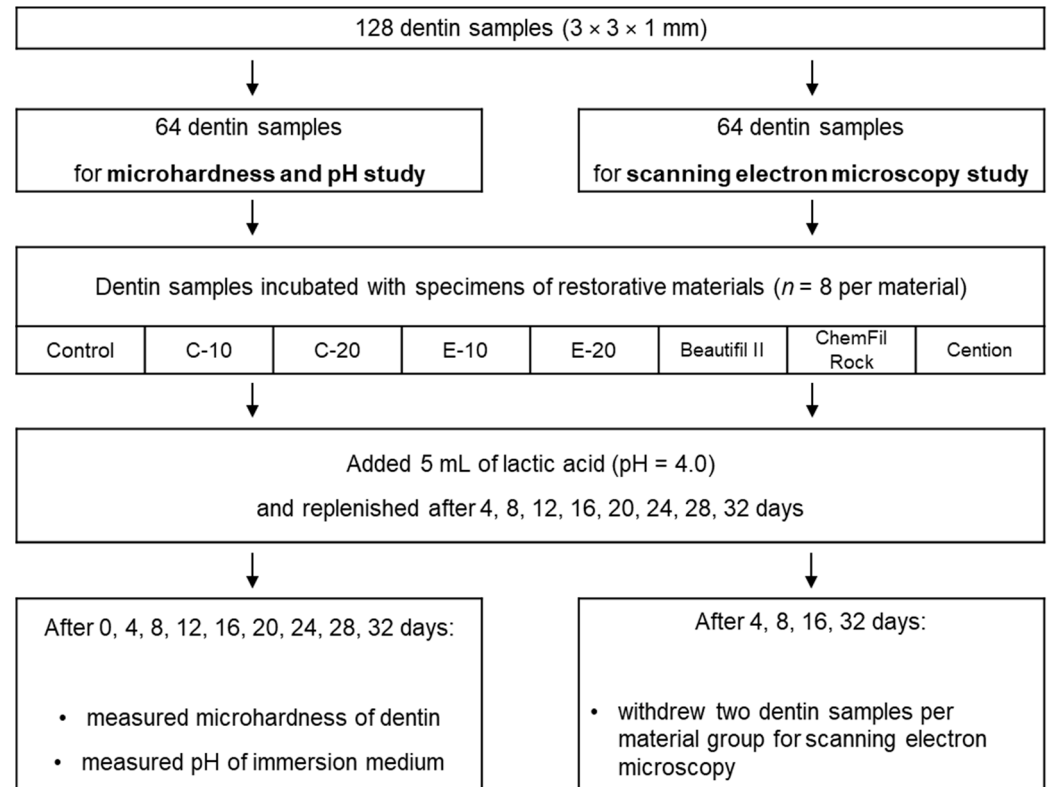 128 dentin samples (3 × 3 × 1 mm)
64 dentin samples
for microhardness and pH study
64 dentin samples
for scanning electron microscopy study
Dentin samples incubated with specimens of restorative materials (n = 8 per material)
Control
C-10
C-20
E-10
E-20
Beautifil II
ChemFil
Rock
Cention
Added 5 mL of lactic acid (pH = 4.0)
and replenished after 4, 8, 12, 16, 20, 24, 28, 32 days
After 0, 4, 8, 12, 16, 20, 24, 28, 32 days:
• measured microhardness of dentin
• measured pH of immersion medium
After 4, 8, 16, 32 days:
• withdrew two dentin samples per
material group for scanning electron
microscopy